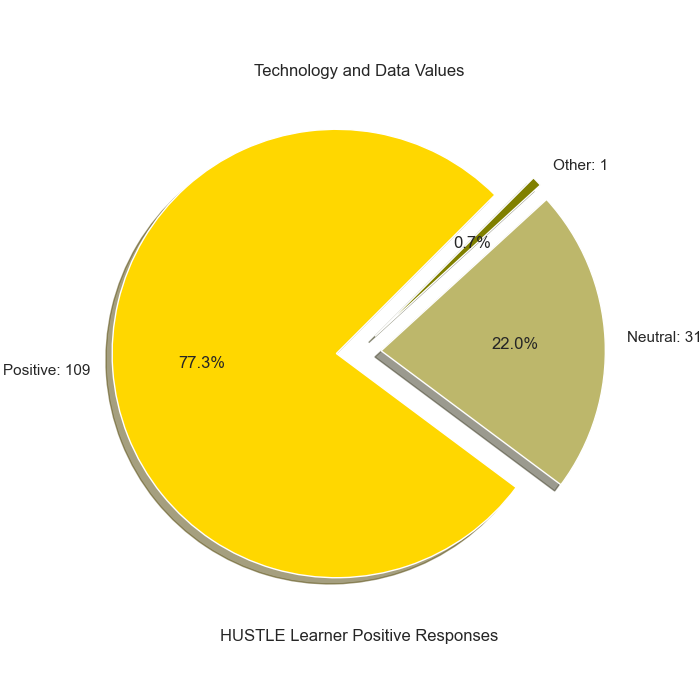 Technology and Data Values
Other: 1
0.7%
Neutral: 31
22.0%
Positive: 109
77.3%
HUSTLE Learner Positive Responses